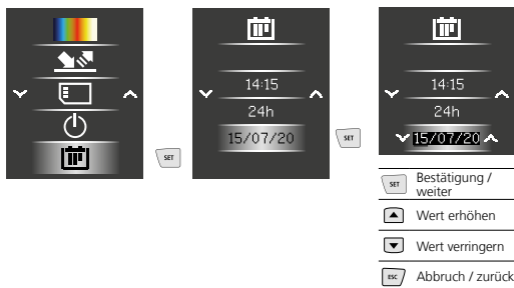 SET
14:15
24h
15/07/20
SET
14:15
24h
15/07/20
SET Bestätigung /
weiter
Wert erhöhen
Wert verringern
ESC Abbruch / zurück